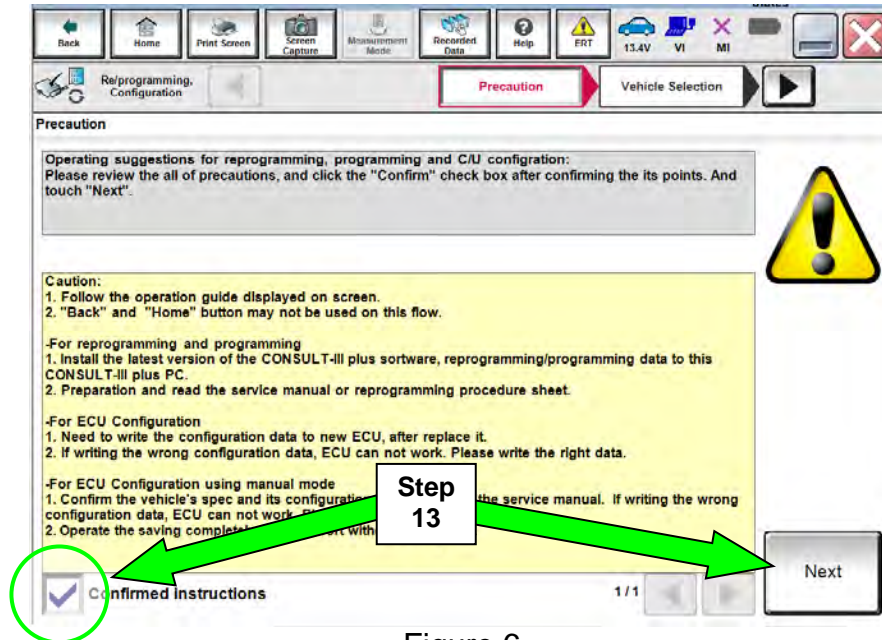 Back
Home
Print Screen
Screen
Capture
Measurement
Mode
Recorded
Data
Help
ERT
13.4V
VI
MI
Re/programming,
Configuration
Precaution
Vehicle Selection
Precaution
Operating suggestions for reprogramming, programming and C/U configration:
Please review the all of precautions, and click the "Confirm" check box after confirming the its points. And
touch "Next".
Caution:
1. Follow the operation guide displayed on screen.
2. "Back" and "Home" button may not be used on this flow.
-For reprogramming and programming
1. Install the latest version of the CONSULT-III plus sortware, reprogramming/programming data to this
CONSULT-III plus PC.
2. Preparation and read the service manual or reprogramming procedure sheet.
-For ECU Configuration
1. Need to write the configuration data to new ECU, after replace it.
2. If writing the wrong configuration data, ECU can not work. Please write the right data.
-For ECU Configuration using manual mode
1. Confirm the vehicle's spec and its configuration the service manual. If writing the wrong
configuration data, ECU can not work.
2. Operate the saving
Step
13
Confirmed instructions
1/1
Next